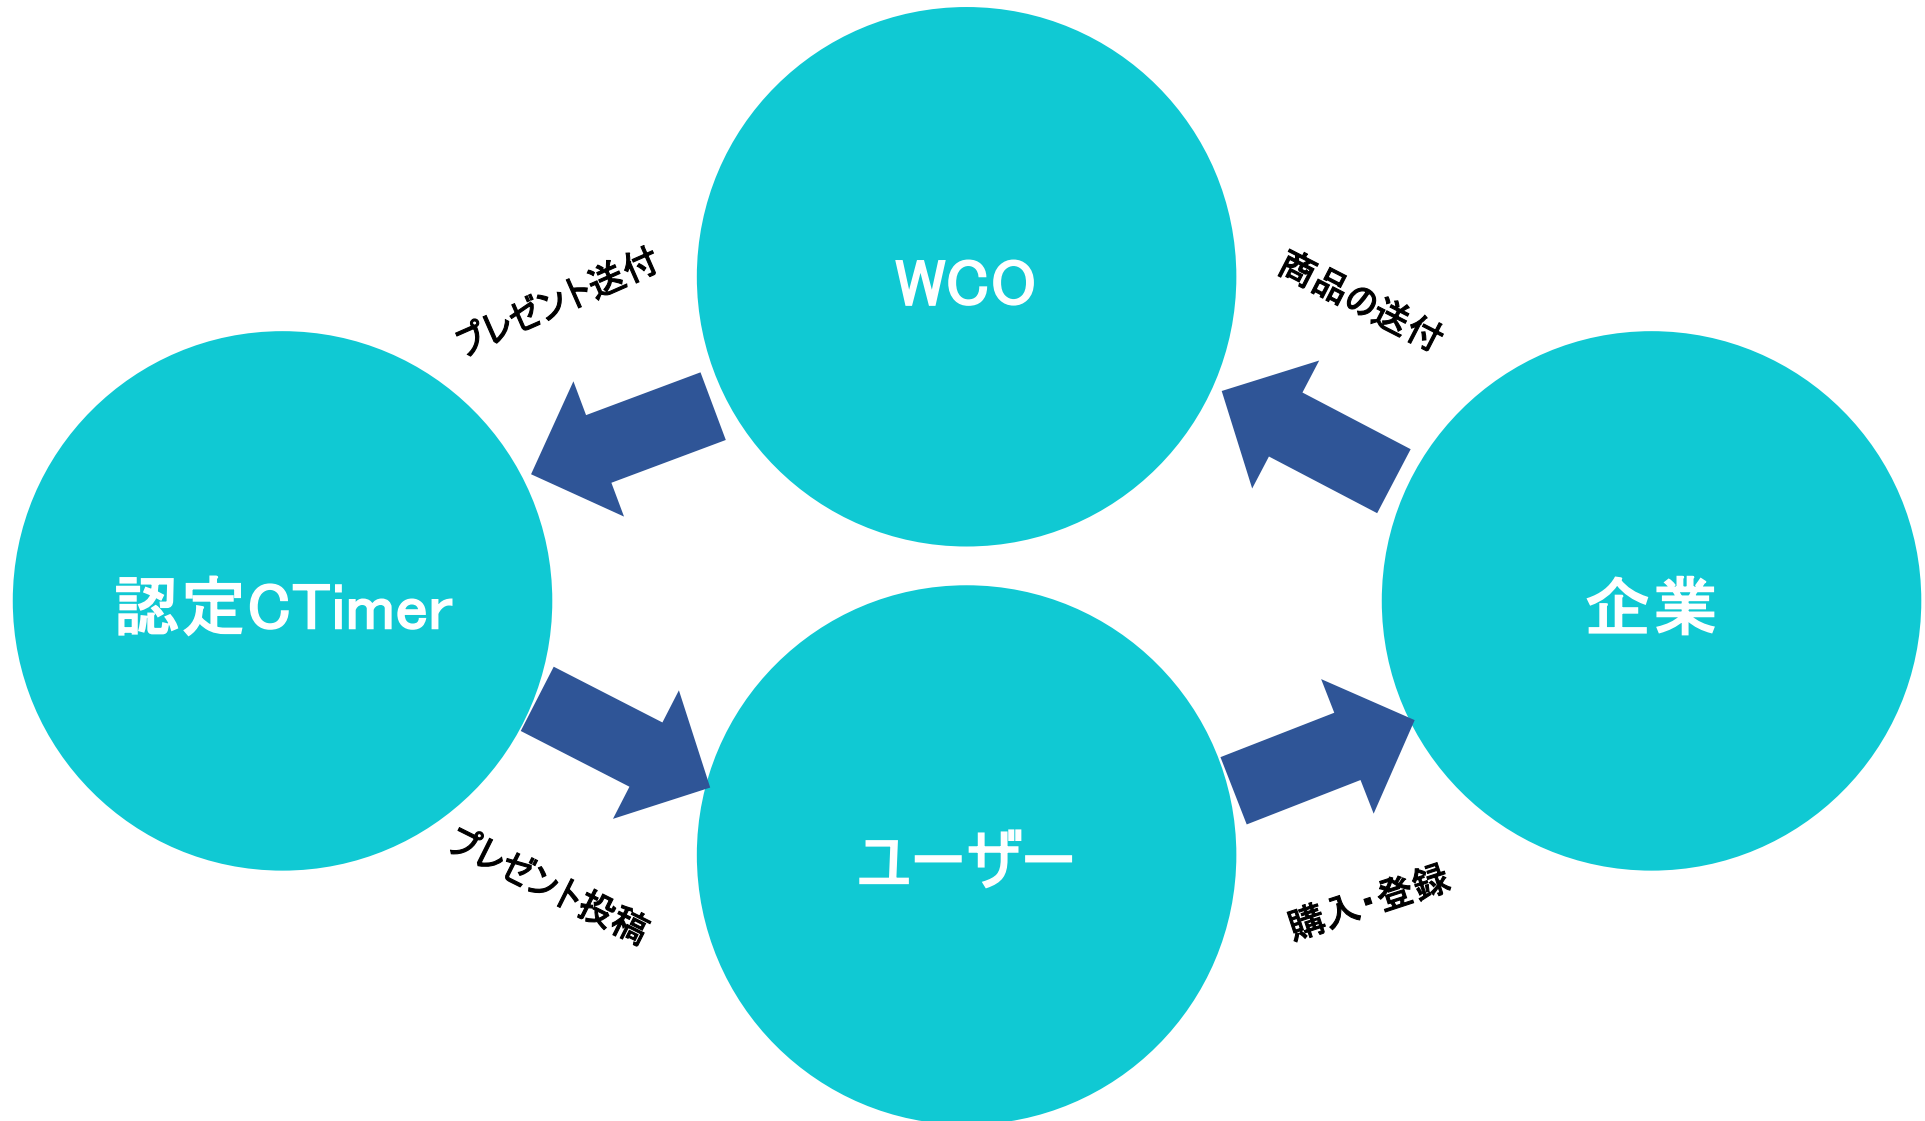 WCO
プレゼント送付
商品の送付
認定CTimer
企業
ユーザー
プレゼント投稿
購入・登録